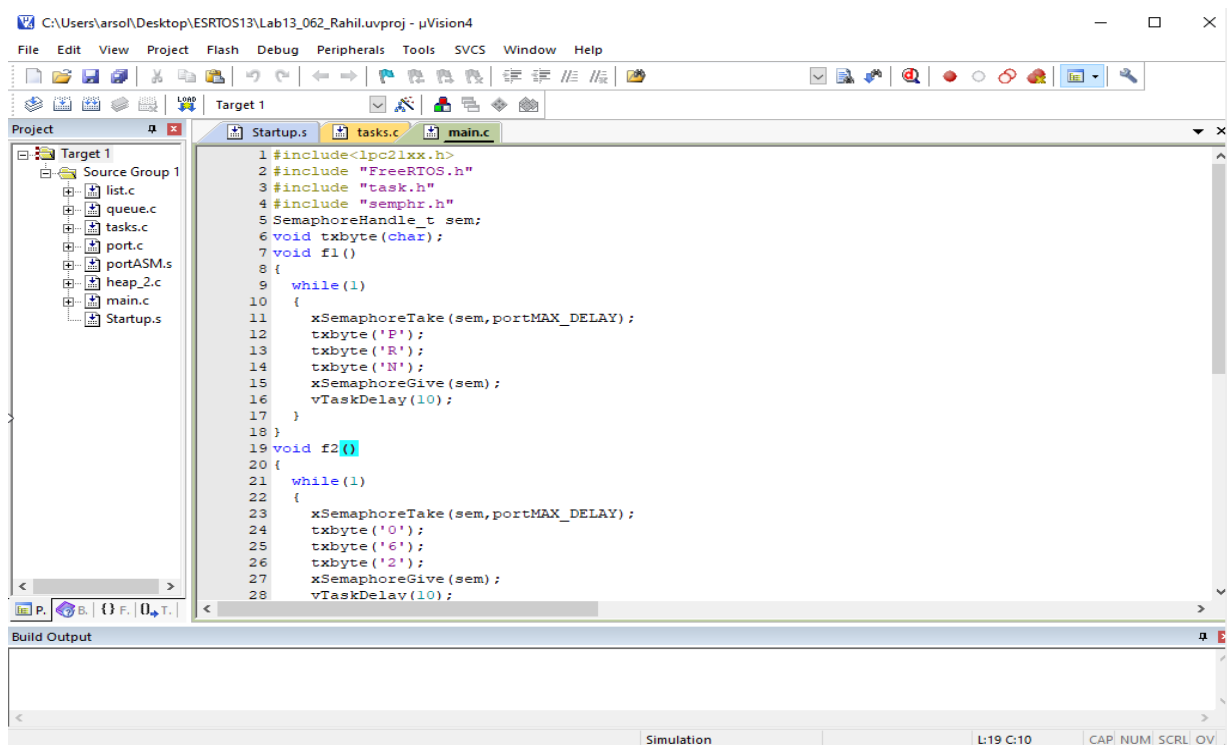 C:\Users\arsol\Desktop\ESRTOS13\Lab13_062_Rahil.uvproj - µVision4
File Edit View Project Flash Debug Peripherals Tools SVCS Window Help
LOAD Target 1
Project
Startup.s tasks.c main.c
Target 1
Source Group 1
list.c
queue.c
tasks.c
port.c
portASM.s
heap_2.c
main.c
Startup.s
1 #include<lpc21xx.h>
2 #include "FreeRTOS.h"
3 #include "task.h"
4 #include "semphr.h"
5 SemaphoreHandle_t sem;
6 void txbyte(char);
7 void f1()
8 {
9 while(1)
10 {
11 xSemaphoreTake(sem,portMAX_DELAY);
12 txbyte('P');
13 txbyte('R');
14 txbyte('N');
15 xSemaphoreGive(sem);
16 vTaskDelay(10);
17 }
18 }
19 void f2()
20 {
21 while(1)
22 {
23 xSemaphoreTake(sem,portMAX_DELAY);
24 txbyte('0');
25 txbyte('6');
26 txbyte('2');
27 xSemaphoreGive(sem);
28 vTaskDelay(10);
P. B. {} F. 0 T.
Build Output
Simulation L:19 C:10 CAP NUM SCRL OV